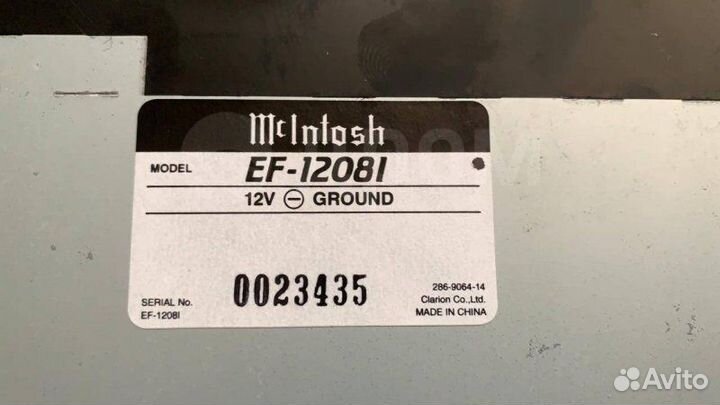 McIntosh
MODEL EF-1208I
12V ⊖ GROUND
0023435
SERIAL No.
EF-1208I
286-9064-14
Clarion Co.,Ltd.
MADE IN CHINA
Avito